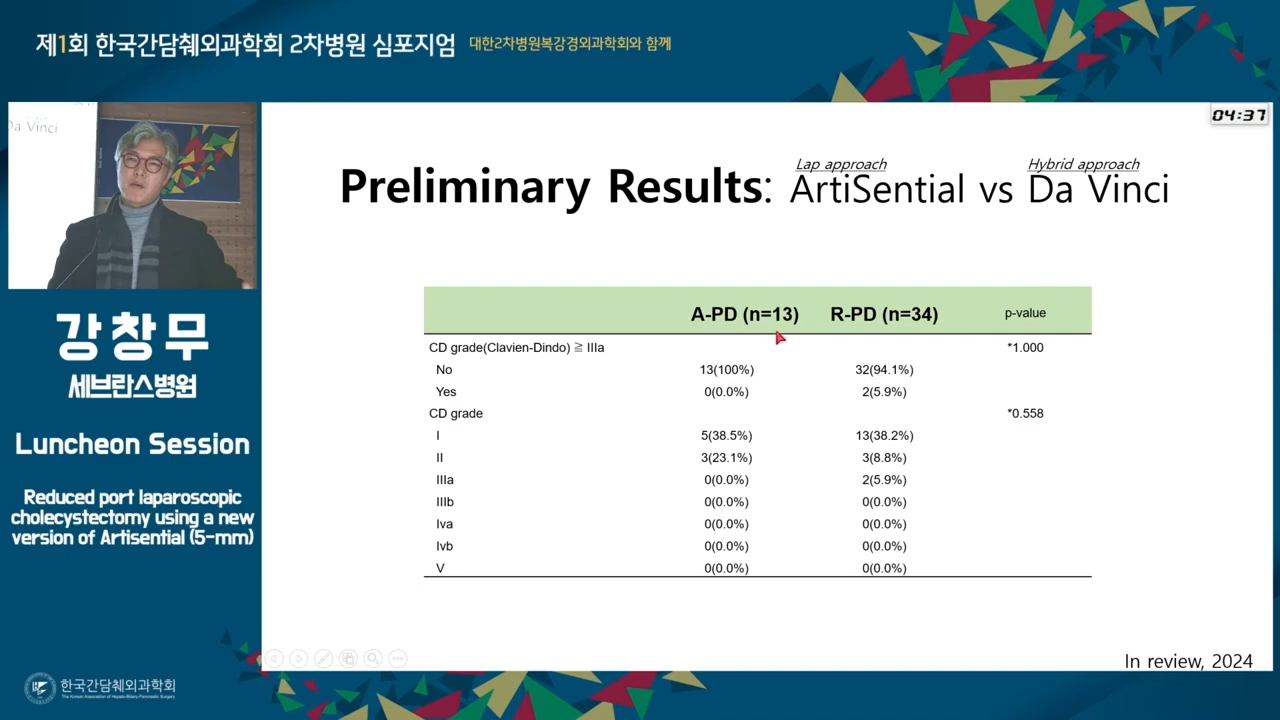 제1회 한국간담췌외과학회 2차병원 심포지엄 대한2차병원복강경외과학회와 함께
Da Vinci
04:37
Lap approach Hybrid approach
Preliminary Results: ArtiSential vs Da Vinci
A-PD (n=13) R-PD (n=34) p-value
CD grade(Clavien-Dindo) ≧ IIIa *1.000
No 13(100%) 32(94.1%)
Yes 0(0.0%) 2(5.9%)
CD grade *0.558
I 5(38.5%) 13(38.2%)
II 3(23.1%) 3(8.8%)
IIIa 0(0.0%) 2(5.9%)
IIIb 0(0.0%) 0(0.0%)
Iva 0(0.0%) 0(0.0%)
Ivb 0(0.0%) 0(0.0%)
V 0(0.0%) 0(0.0%)
In review, 2024
강창무
세브란스병원
Luncheon Session
Reduced port laparoscopic
cholecystectomy using a new
version of Artisential (5-mm)
한국간담췌외과학회
The Korean Association of Hepato-Biliary-Pancreatic Surgery